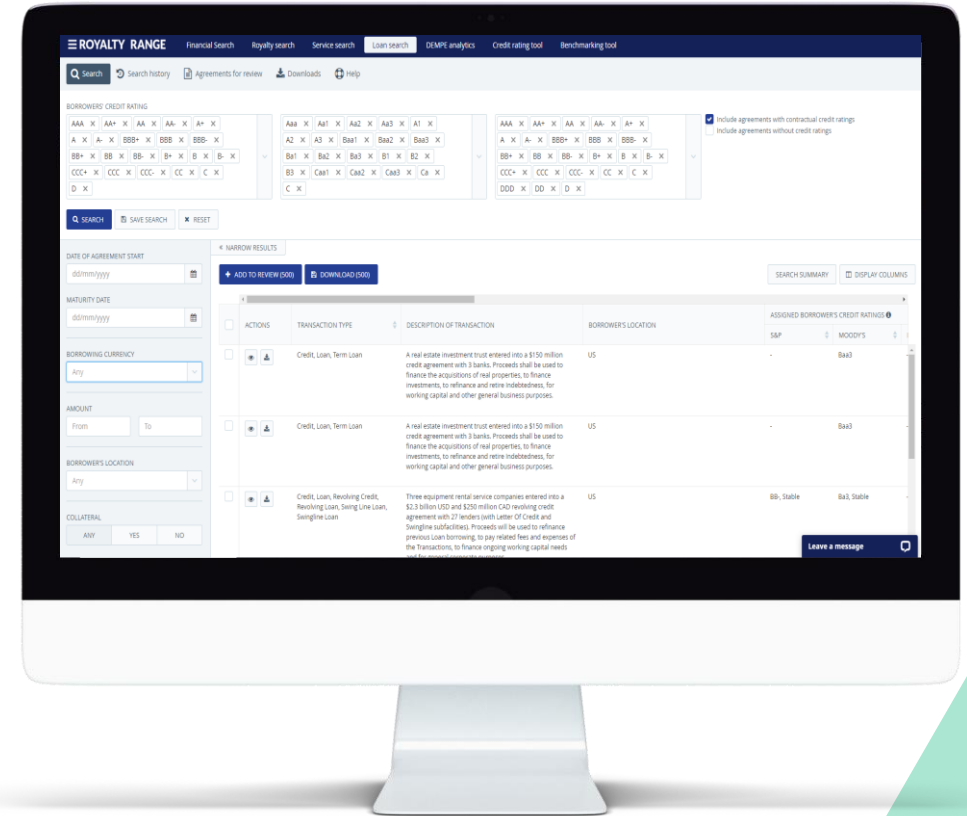 ROYALTY RANGE Financial Search Royalty search Service search Loan search DEMPE analytics Credit rating tool Benchmarking tool
Search Search history Agreements for review Downloads Help
BORROWERS' CREDIT RATING
AAA X AA+ X AA X AA- X A+ X
A X A- X BBB+ X BBB X BBB- X
BB+ X BB X BB- X B+ X B X B- X
CCC+ X CCC X CCC- X CC X C X
D X
Aaa X Aa1 X Aa2 X Aa3 X A1 X
A2 X A3 X Baa1 X Baa2 X Baa3 X
Ba1 X Ba2 X Ba3 X B1 X B2 X
B3 X Caa1 X Caa2 X Caa3 X Ca X
C X
AAA X AA+ X AA X AA- X A+ X
A X A- X BBB+ X BBB X BBB- X
BB+ X BB X BB- X B+ X B X B- X
CCC+ X CCC X CCC- X CC X C X
DDD X DD X D X
Include agreements with contractual credit ratings
Include agreements without credit ratings
SEARCH SAVE SEARCH X RESET
DATE OF AGREEMENT START
dd/mm/yyyy
MATURITY DATE
dd/mm/yyyy
BORROWING CURRENCY
Any
AMOUNT
From To
BORROWER'S LOCATION
Any
COLLATERAL
ANY YES NO
< NARROW RESULTS
+ ADD TO REVIEW (500) DOWNLOAD (500) SEARCH SUMMARY DISPLAY COLUMNS
ACTIONS TRANSACTION TYPE DESCRIPTION OF TRANSACTION BORROWER'S LOCATION ASSIGNED BORROWER'S CREDIT RATINGS
S&P MOODY'S
Credit, Loan, Term Loan
A real estate investment trust entered into a $150 million
credit agreement with 3 banks. Proceeds shall be used to
finance the acquisitions of real properties, to finance
investments, to refinance and retire Indebtedness, for
working capital and other general business purposes.
US - Baa3 -
Credit, Loan, Term Loan
A real estate investment trust entered into a $150 million
credit agreement with 3 banks. Proceeds shall be used to
finance the acquisitions of real properties, to finance
investments, to refinance and retire Indebtedness, for
working capital and other general business purposes.
US - Baa3 -
Credit, Loan, Revolving Credit,
Revolving Loan, Swing Line Loan,
Swingline Loan
Three equipment rental service companies entered into a
$2.3 billion USD and $250 million CAD revolving credit
agreement with 27 lenders (with Letter Of Credit and
Swingline subfacilities). Proceeds will be used to refinance
previous Loan borrowing, to pay related fees and expenses of
the Transactions, to finance ongoing working capital needs
and for general corporate purposes
US BB-, Stable Ba3, Stable -
Leave a message